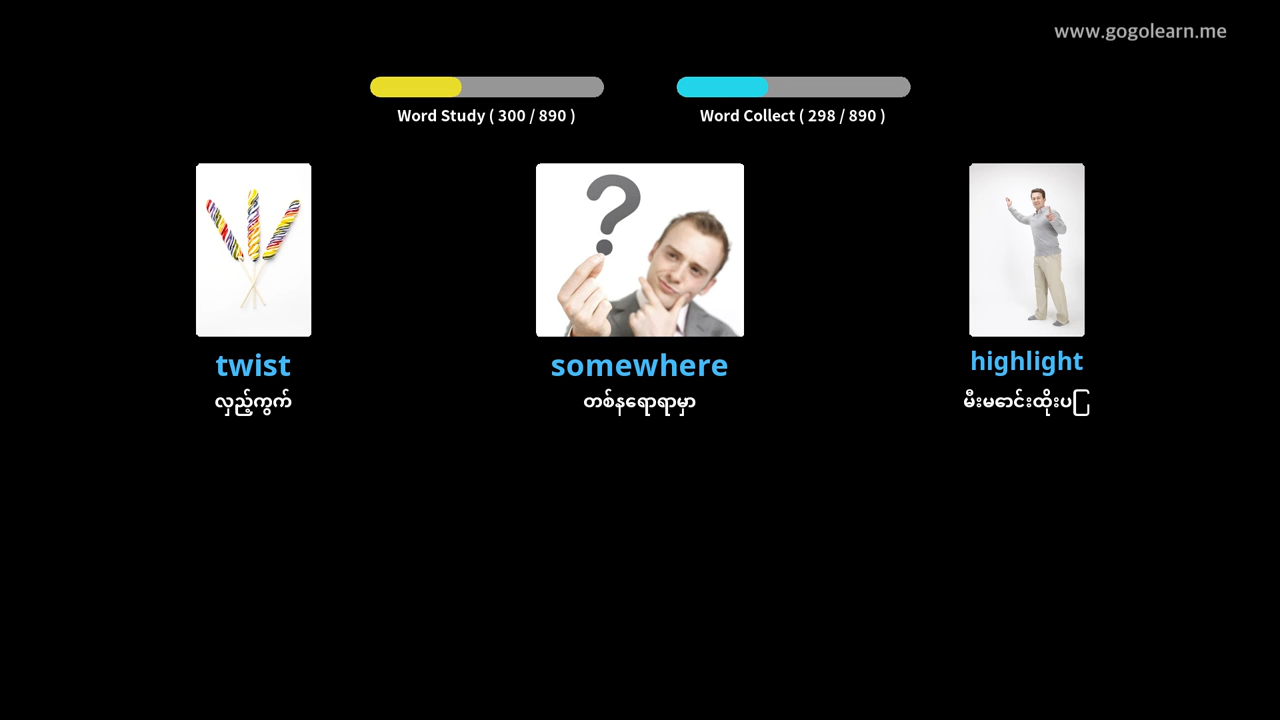 www.gogolearn.me
Word Study ( 300 / 890 )
Word Collect ( 298 / 890 )
twist
somewhere
highlight
လှည့်ကွက်
တစ်နရောရာမှာ
မီးမောင်းထိုးပြ